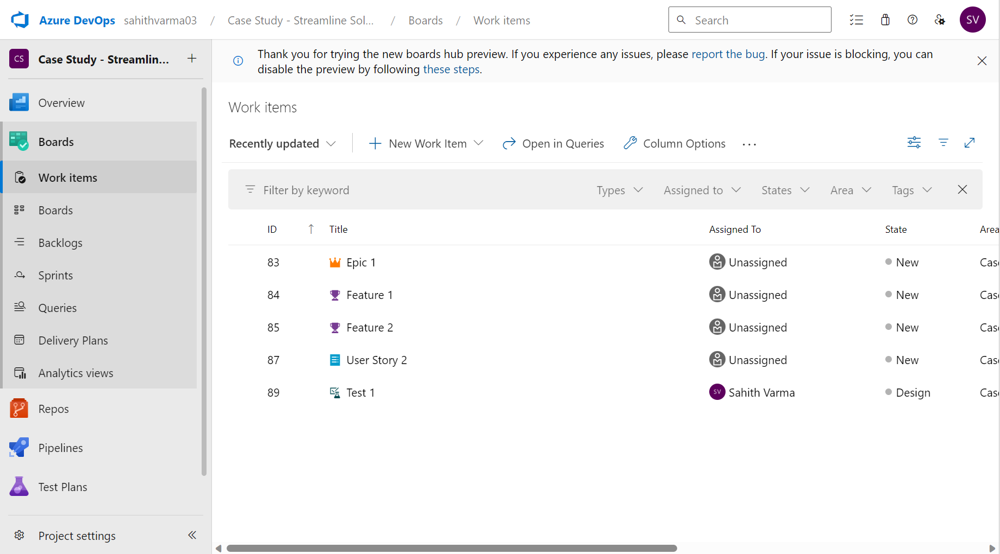 Azure DevOps sahithvarma03 / Case Study - Streamline Sol... / Boards / Work items Search SV
CS Case Study - Streamlin... +
Thank you for trying the new boards hub preview. If you experience any issues, please report the bug. If your issue is blocking, you can
disable the preview by following these steps.
Overview
Boards
Work items
Boards
Backlogs
Sprints
Queries
Delivery Plans
Analytics views
Repos
Pipelines
Test Plans
Project settings
Work items
Recently updated New Work Item Open in Queries Column Options ...
Filter by keyword Types Assigned to States Area Tags
ID Title Assigned To State Area
83 Epic 1 Unassigned New Cas
84 Feature 1 Unassigned New Cas
85 Feature 2 Unassigned New Cas
87 User Story 2 Unassigned New Cas
89 Test 1 SV Sahith Varma Design Cas